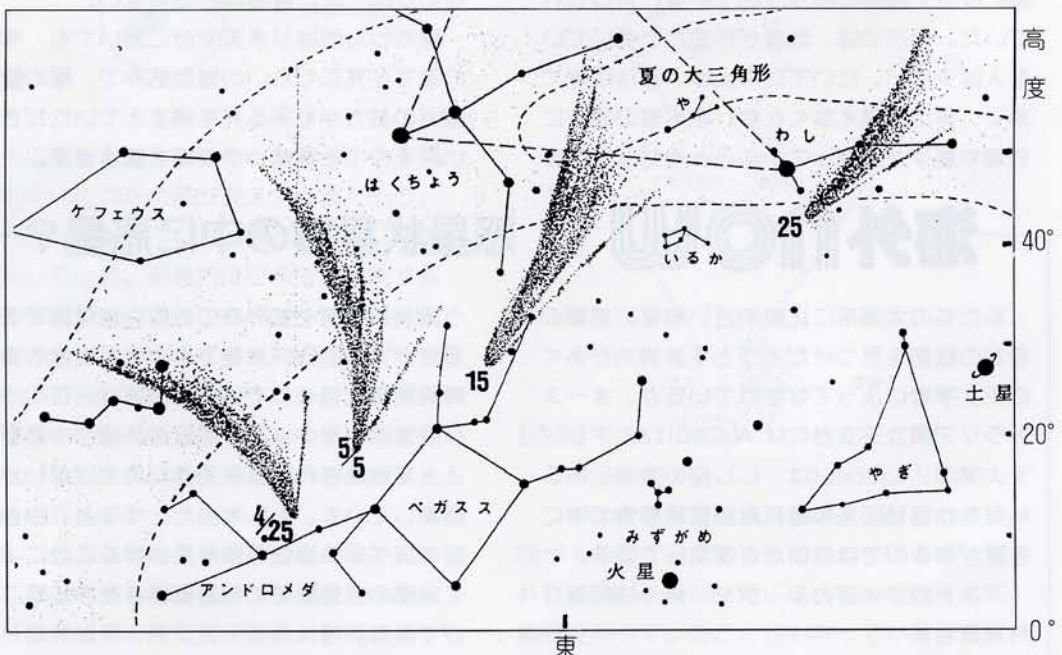 高度
夏の大三角形
や
わし
はくちょう
ケフェウス
25
40
いるか
15
土星
20
5/5
ペガスス
やぎ
4/25
みずがめ
火星
アンドロメダ
東
0°